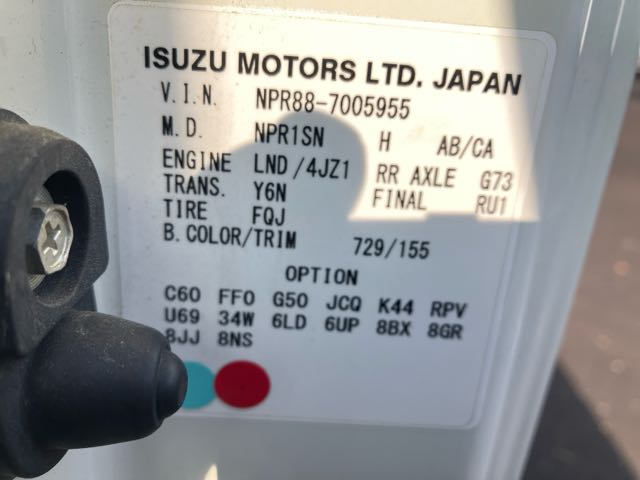 ISUZU MOTORS LTD. JAPAN
V.I.N. NPR88-7005955
M.D. NPR1SN H AB/CA
ENGINE LND/4JZ1 RR AXLE G73
TRANS. Y6N FINAL RU1
TIRE FQJ
B.COLOR/TRIM 729/155
OPTION
C60 FF0 G50 JCQ K44 RPV
U69 34W 6LD 6UP 8BX 8GR
8JJ 8NS